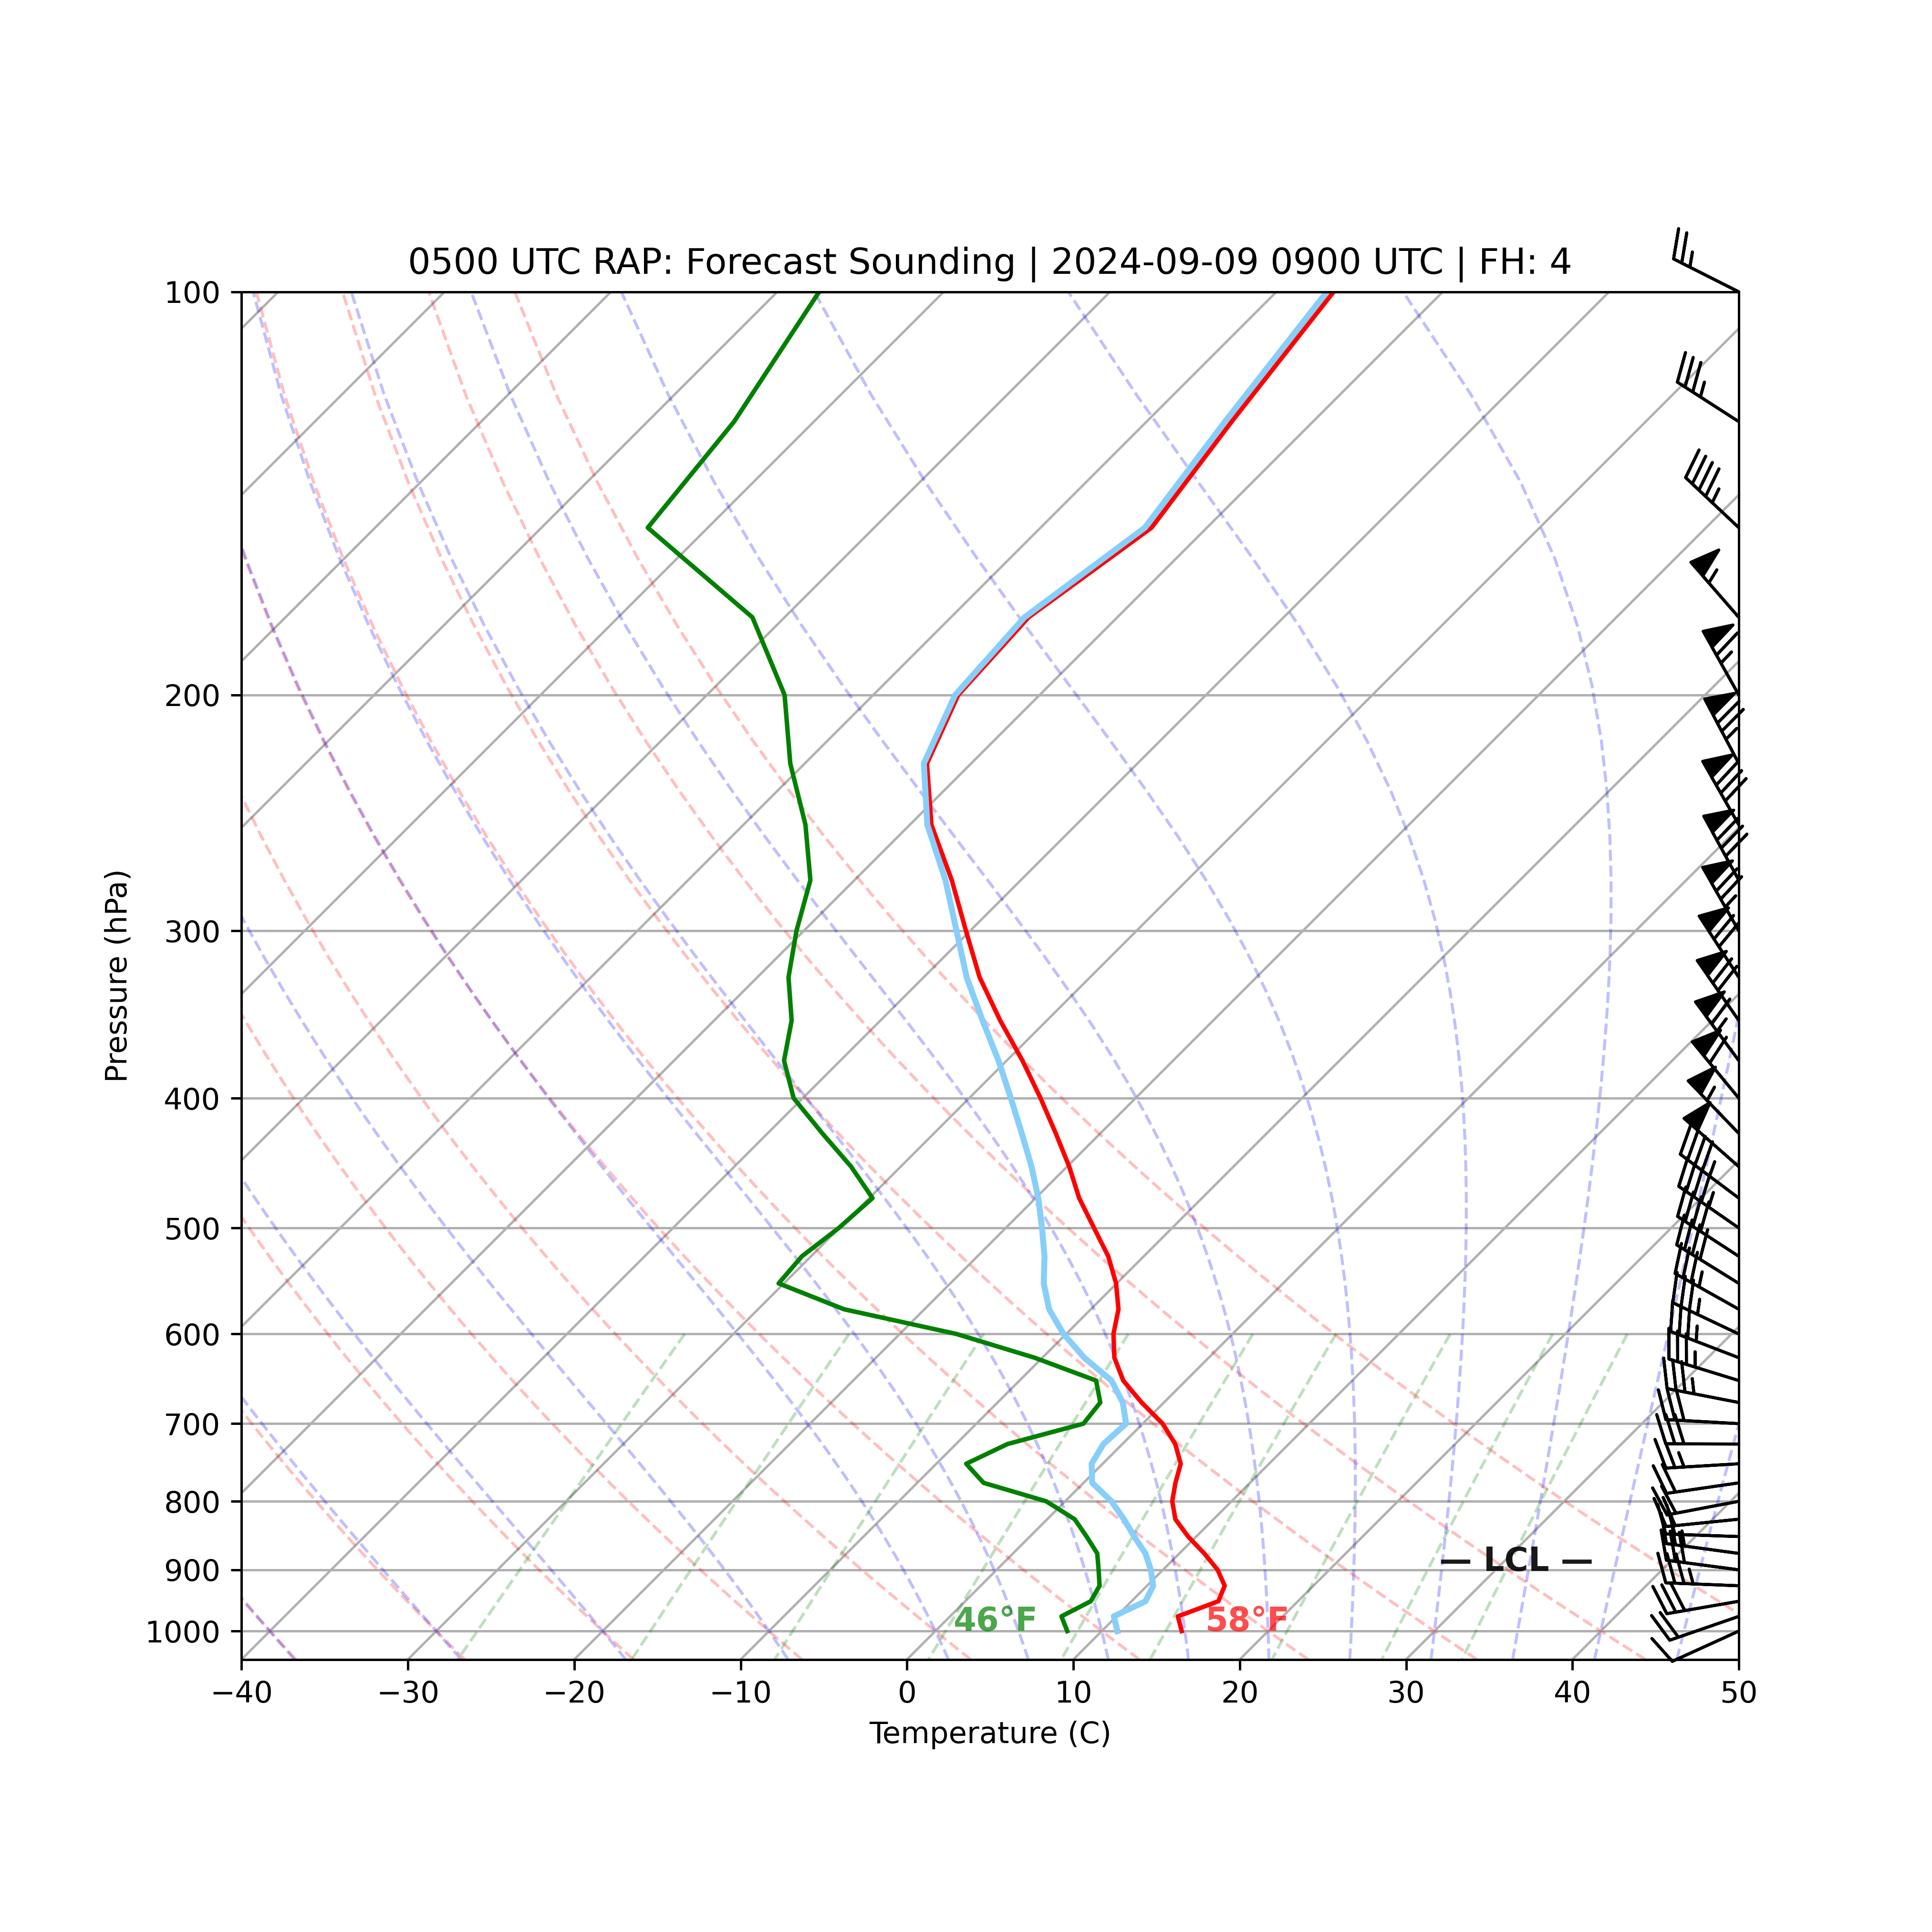 0500 UTC RAP: Forecast Sounding | 2024-09-09 0900 UTC | FH: 4
100
200
300
400
500
600
700
800
900
1000
Pressure (hPa)
— LCL —
46°F
58°F
−40 −30 −20 −10 0 10 20 30 40 50
Temperature (C)